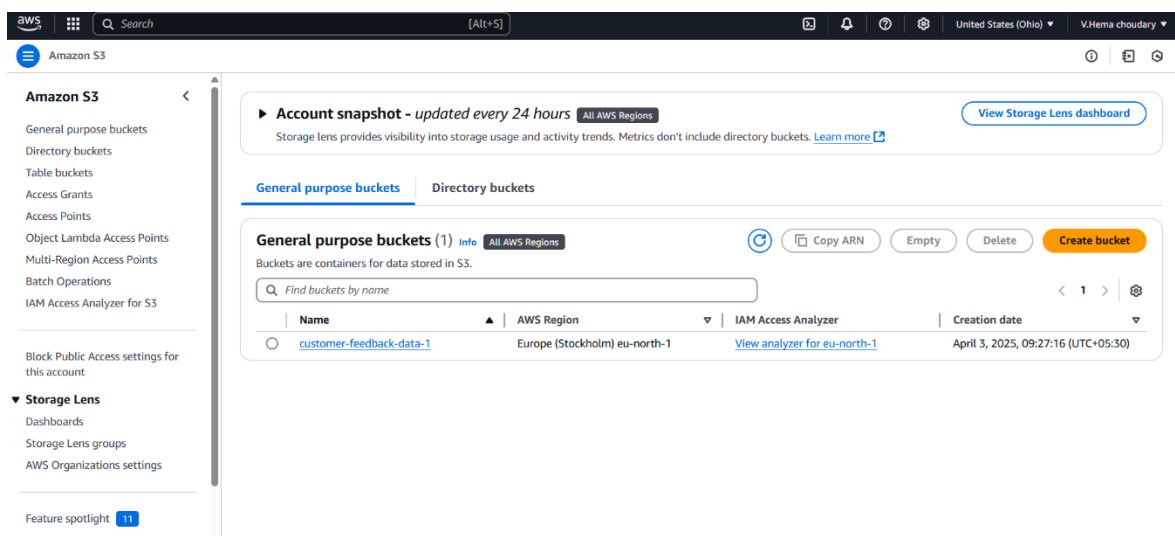 aws
Search [Alt+S] United States (Ohio) V.Hema choudary
Amazon S3
Amazon S3
General purpose buckets
Directory buckets
Table buckets
Access Grants
Access Points
Object Lambda Access Points
Multi-Region Access Points
Batch Operations
IAM Access Analyzer for S3
Block Public Access settings for
this account
Storage Lens
Dashboards
Storage Lens groups
AWS Organizations settings
Feature spotlight 11
Account snapshot - updated every 24 hours All AWS Regions
View Storage Lens dashboard
Storage lens provides visibility into storage usage and activity trends. Metrics don't include directory buckets. Learn more
General purpose buckets Directory buckets
General purpose buckets (1) Info All AWS Regions
Copy ARN Empty Delete Create bucket
Buckets are containers for data stored in S3.
Find buckets by name
1
Name AWS Region IAM Access Analyzer Creation date
customer-feedback-data-1 Europe (Stockholm) eu-north-1 View analyzer for eu-north-1 April 3, 2025, 09:27:16 (UTC+05:30)